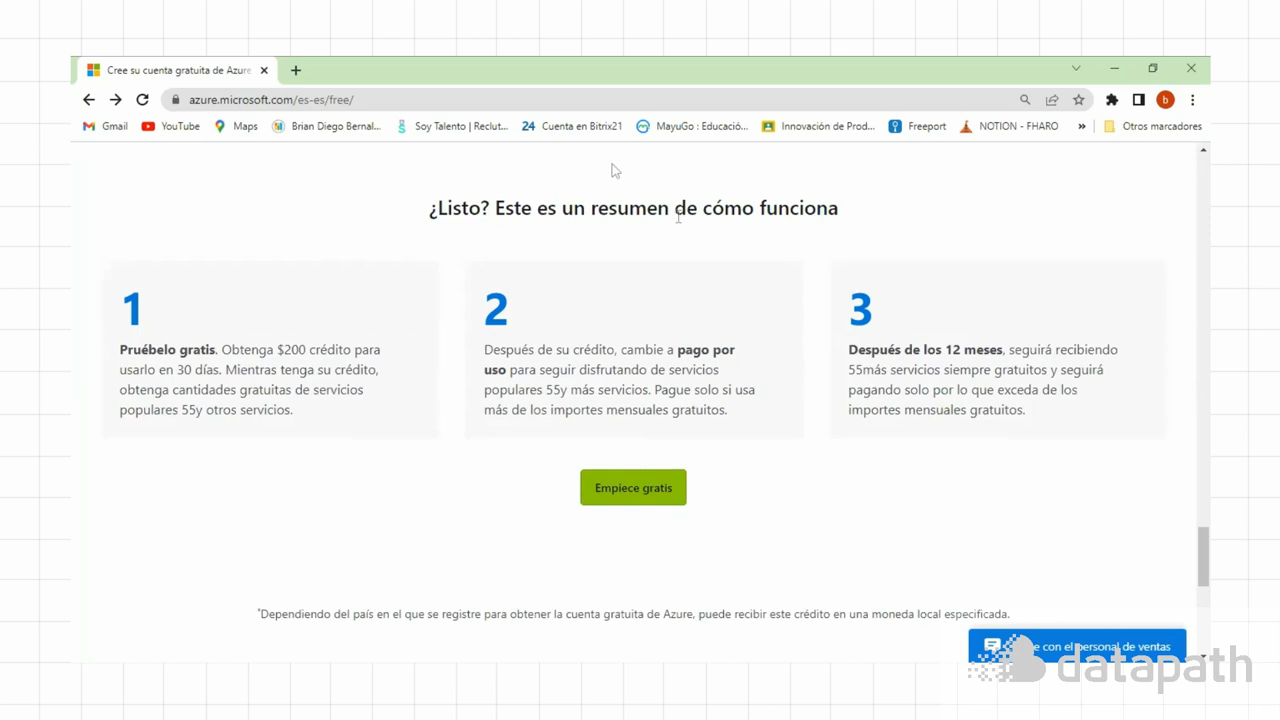 Cree su cuenta gratuita de Azure
azure.microsoft.com/es-es/free/
b
Gmail
YouTube
Maps
Brian Diego Bernal...
Soy Talento | Reclut...
24 Cuenta en Bitrix21
MayuGo : Educació...
Innovación de Prod...
Freeport
NOTION - FHARO
»
Otros marcadores
¿Listo? Este es un resumen de cómo funciona
1
Pruébelo gratis. Obtenga $200 crédito para
usarlo en 30 días. Mientras tenga su crédito,
obtenga cantidades gratuitas de servicios
populares 55y otros servicios.
2
Después de su crédito, cambie a pago por
uso para seguir disfrutando de servicios
populares 55y más servicios. Pague solo si usa
más de los importes mensuales gratuitos.
3
Después de los 12 meses, seguirá recibiendo
55más servicios siempre gratuitos y seguirá
pagando solo por lo que exceda de los
importes mensuales gratuitos.
Empiece gratis
*Dependiendo del país en el que se registre para obtener la cuenta gratuita de Azure, puede recibir este crédito en una moneda local especificada.
con el personal de ventas
datapath